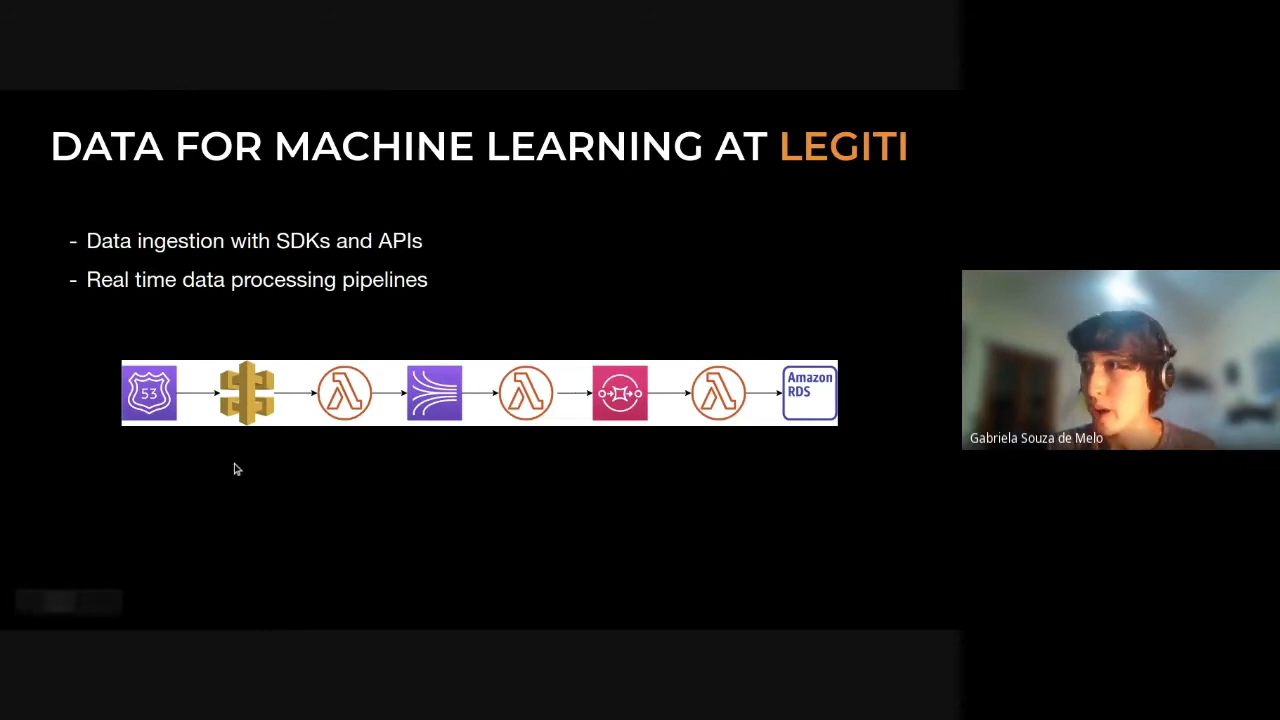 DATA FOR MACHINE LEARNING AT LEGITI
- Data ingestion with SDKs and APIs
- Real time data processing pipelines
53
Amazon
RDS
Gabriela Souza de Melo